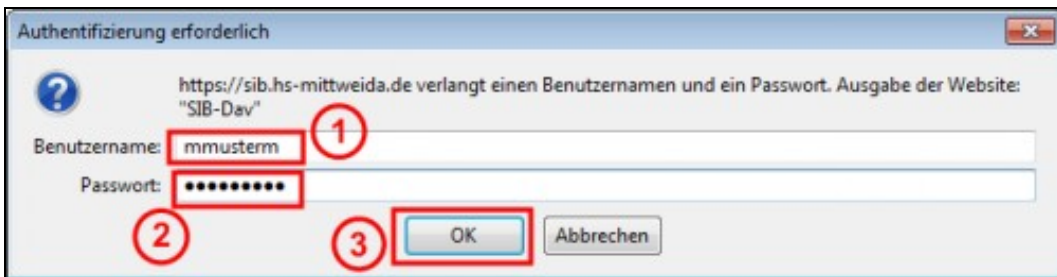 Authentifizierung erforderlich
https://sib.hs-mittweida.de verlangt einen Benutzernamen und ein Passwort. Ausgabe der Website:
"SIB-Dav"
1
Benutzername: mmusterm
Passwort: •••••••••
2
3
OK Abbrechen